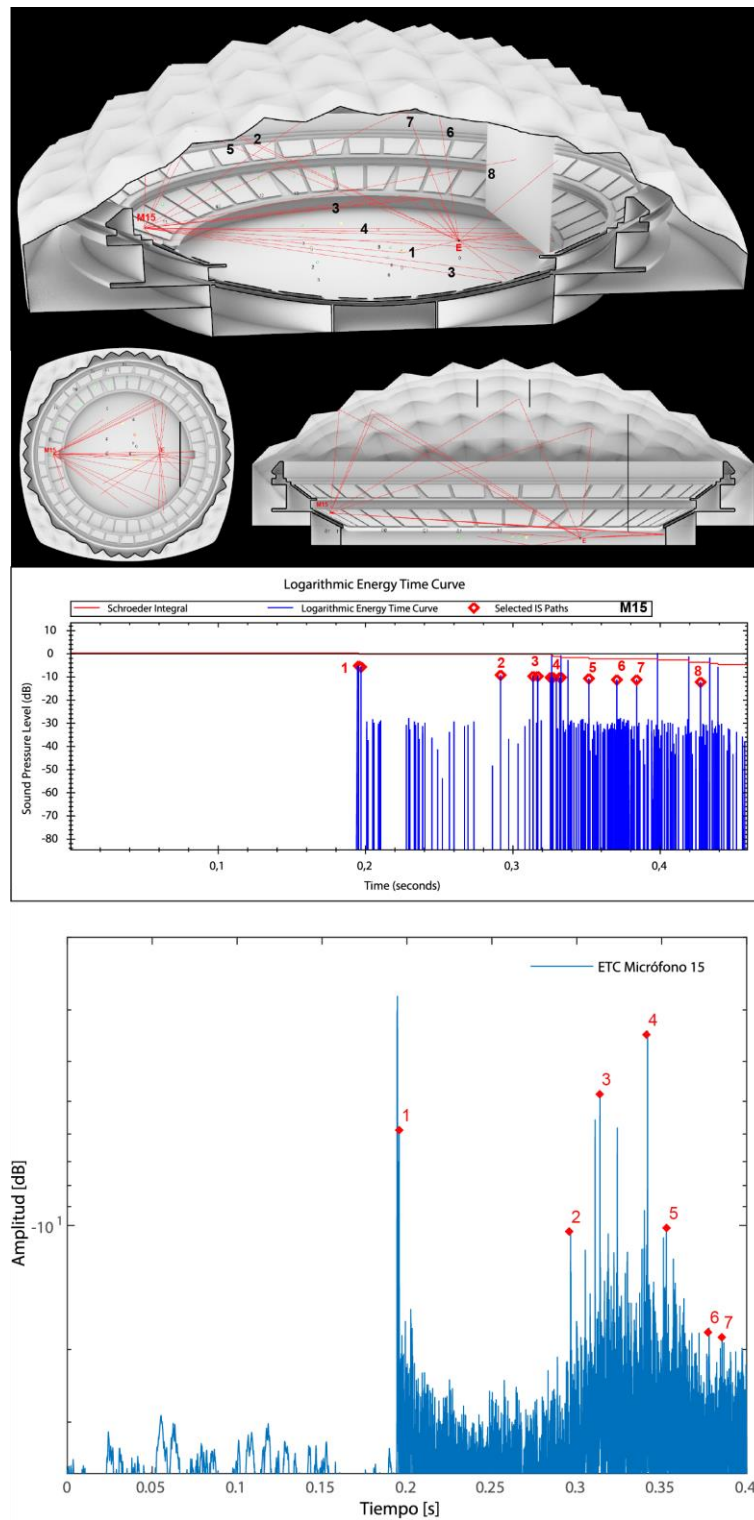 5
2
7
6
8
M15
3
4
1
E
3
M15
E
M15
E
Logarithmic Energy Time Curve
Schroeder Integral Logarithmic Energy Time Curve Selected IS Paths M15
Sound Pressure Level (dB)
10
0
-10
-20
-30
-40
-50
-60
-70
-80
1
2
3
4
5
6
7
8
0,1 0,2 0,3 0,4
Time (seconds)
ETC Micrófono 15
Amplitud [dB]
-10¹
1
2
3
4
5
6
7
0 0.05 0.1 0.15 0.2 0.25 0.3 0.35 0.4
Tiempo [s]